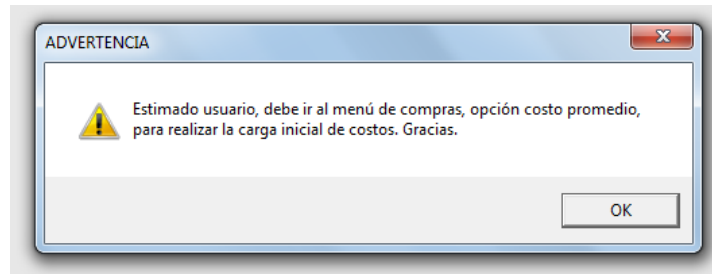 ADVERTENCIA
Estimado usuario, debe ir al menú de compras, opción costo promedio,
para realizar la carga inicial de costos. Gracias.
OK